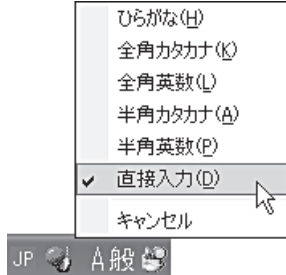 ひらがな(H)
全角カタカナ(K)
全角英数(L)
半角カタカナ(A)
半角英数(P)
直接入力(D)
キャンセル
JP A般